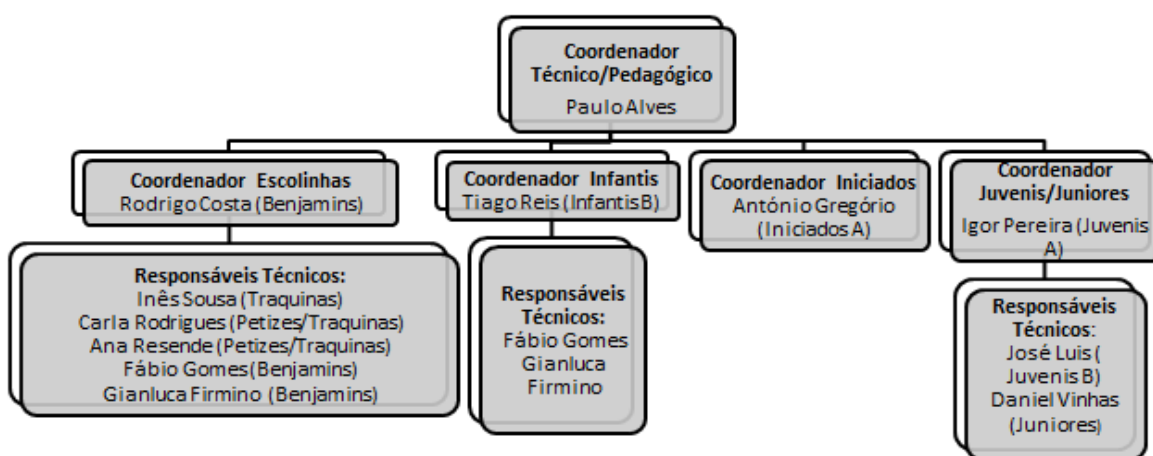 Coordenador
Técnico/Pedagógico
Paulo Alves
Coordenador Escolinhas
Rodrigo Costa (Benjamins)
Coordenador Infantis
Tiago Reis (Infantis B)
Coordenador Iniciados
António Gregório
(Iniciados A)
Coordenador
Juvenis/Juniores
Igor Pereira (Juvenis
A)
Responsáveis Técnicos:
Inês Sousa (Traquinas)
Carla Rodrigues (Petizes/Traquinas)
Ana Resende (Petizes/Traquinas)
Fábio Gomes (Benjamins)
Gianluca Firmino (Benjamins)
Responsáveis
Técnicos:
Fábio Gomes
Gianluca
Firmino
Responsáveis
Técnicos:
José Luis (
Juvenis B)
Daniel Vinhas
(Juniores)